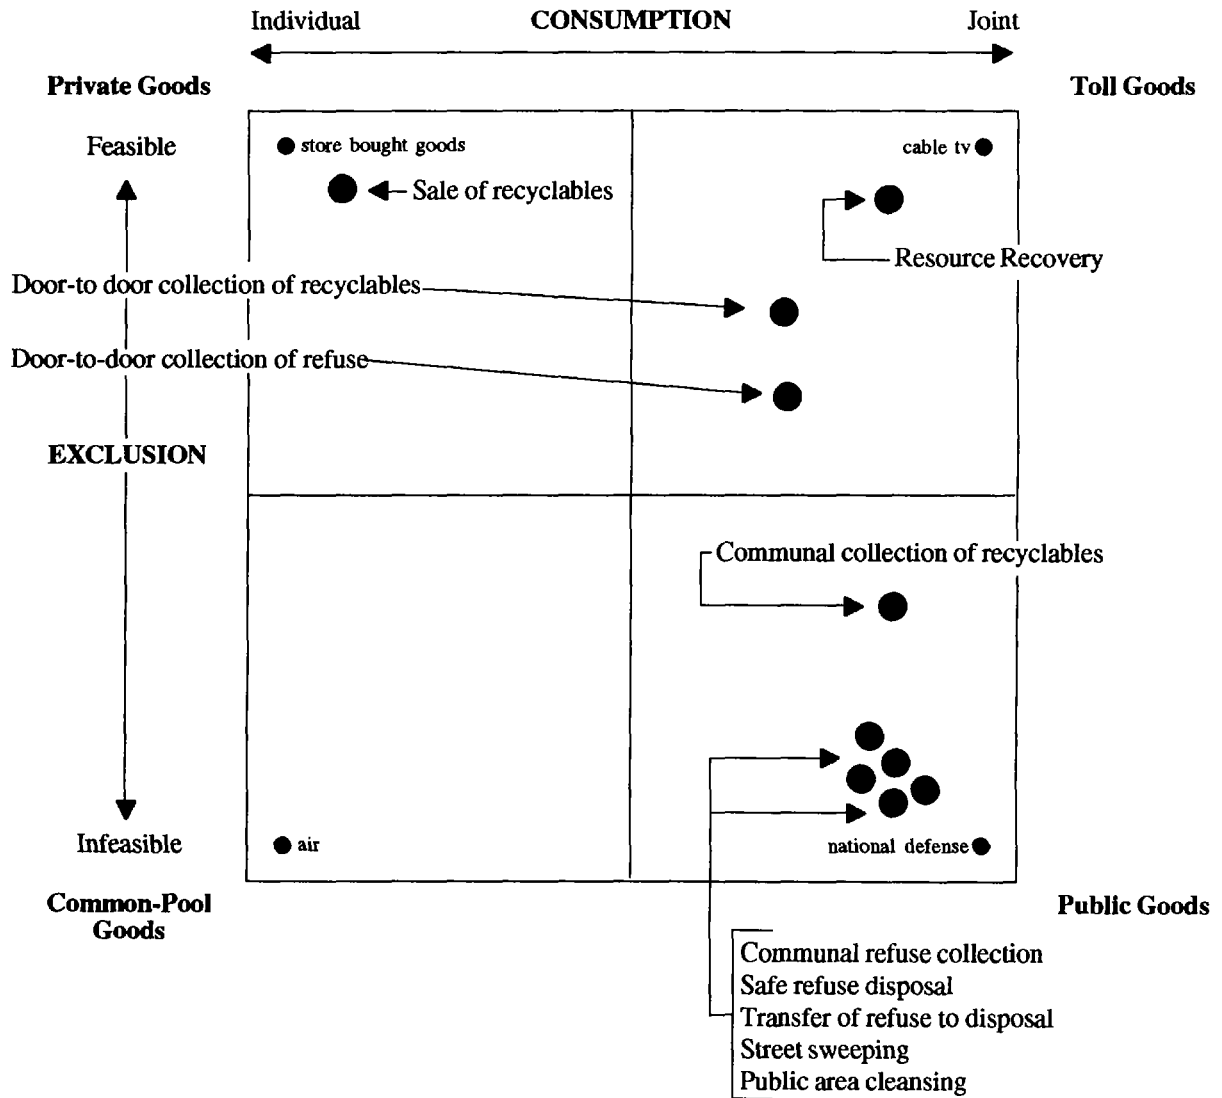 Individual
CONSUMPTION
Joint
Private Goods
Toll Goods
Feasible
store bought goods
cable tv
Sale of recyclables
Resource Recovery
Door-to door collection of recyclables
Door-to-door collection of refuse
EXCLUSION
Communal collection of recyclables
Infeasible
air
national defense
Common-Pool
Goods
Public Goods
Communal refuse collection
Safe refuse disposal
Transfer of refuse to disposal
Street sweeping
Public area cleansing